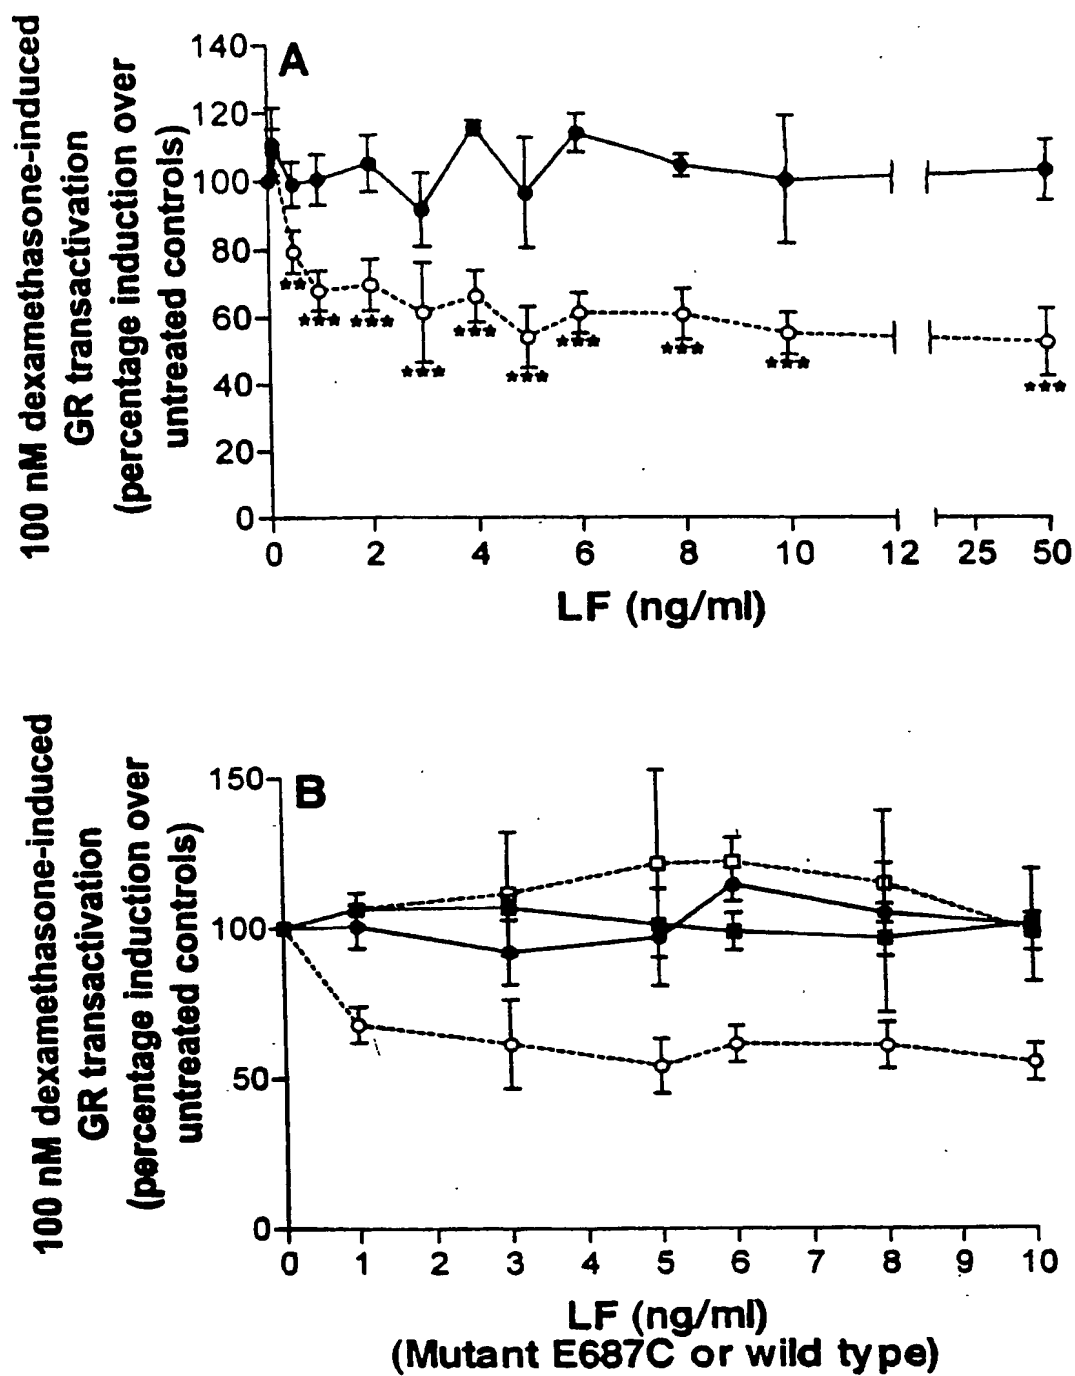 100 nM dexamethasone-induced
GR transactivation
(percentage induction over
untreated controls)
140
120
100
80
60
40
20
0
A
**
***
***
***
***
***
***
***
***
***
0 2 4 6 8 10 12 25 50
LF (ng/ml)
100 nM dexamethasone-induced
GR transactivation
(percentage induction over
untreated controls)
150
100
50
0
B
0 1 2 3 4 5 6 7 8 9 10
LF (ng/ml)
(Mutant E687C or wild type)